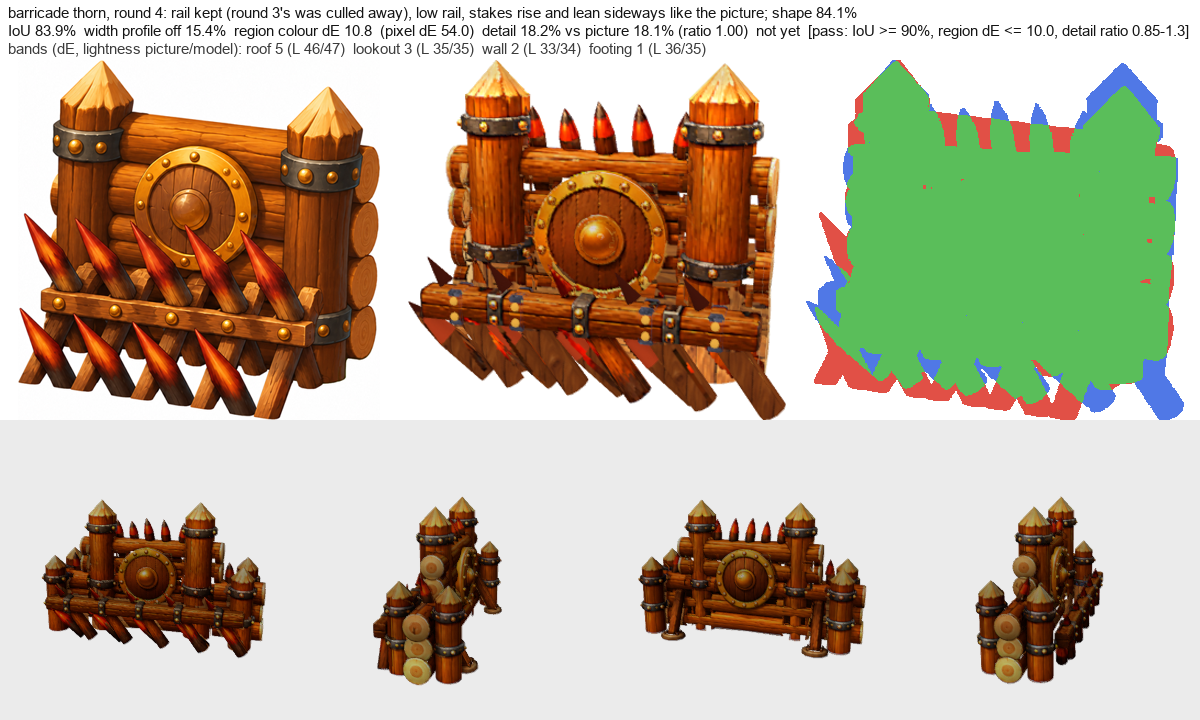 barricade thorn, round 4: rail kept (round 3's was culled away), low rail, stakes rise and lean sideways like the picture; shape 84.1%
IoU 83.9%  width profile off 15.4%  region colour dE 10.8  (pixel dE 54.0)  detail 18.2% vs picture 18.1% (ratio 1.00)  not yet  [pass: IoU >= 90%, region dE <= 10.0, detail ratio 0.85-1.3]
bands (dE, lightness picture/model): roof 5 (L 46/47)  lookout 3 (L 35/35)  wall 2 (L 33/34)  footing 1 (L 36/35)